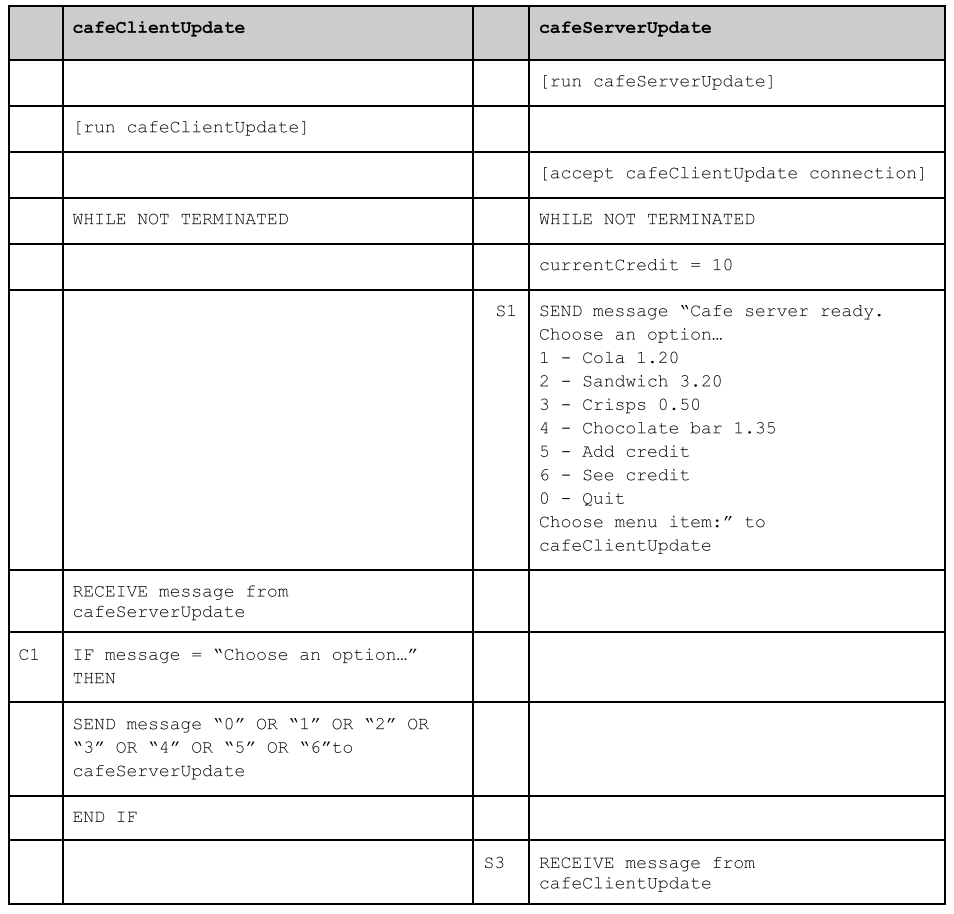 cafeClientUpdate cafeServerUpdate
[run cafeServerUpdate]
[run cafeClientUpdate]
[accept cafeClientUpdate connection]
WHILE NOT TERMINATED WHILE NOT TERMINATED
currentCredit = 10
S1 SEND message “Cafe server ready.
Choose an option…
1 - Cola 1.20
2 - Sandwich 3.20
3 - Crisps 0.50
4 - Chocolate bar 1.35
5 - Add credit
6 - See credit
0 - Quit
Choose menu item:” to
cafeClientUpdate
RECEIVE message from
cafeServerUpdate
C1 IF message = “Choose an option…”
THEN
SEND message “0” OR “1” OR “2” OR
“3” OR “4” OR “5” OR “6”to
cafeServerUpdate
END IF
S3 RECEIVE message from
cafeClientUpdate